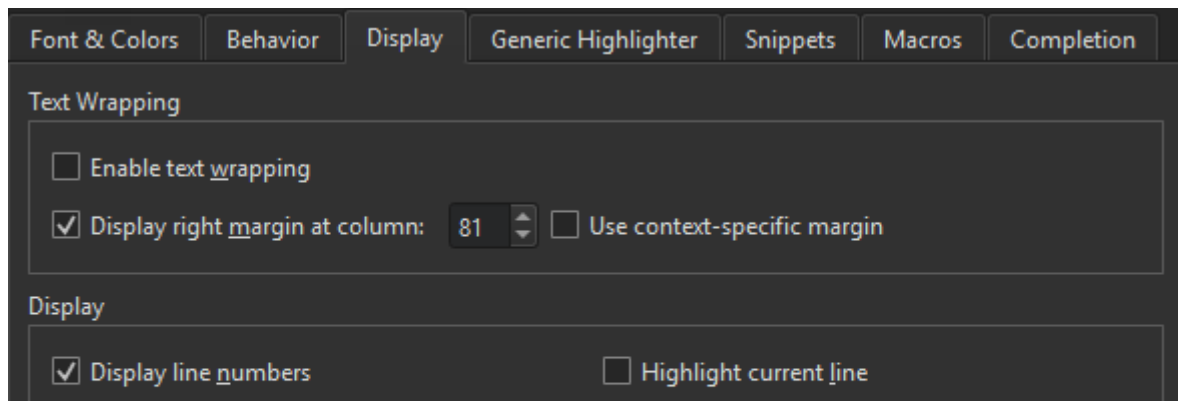 Font & Colors Behavior Display Generic Highlighter Snippets Macros Completion
Text Wrapping
Enable text wrapping
Display right margin at column: 81 Use context-specific margin
Display
Display line numbers Highlight current line